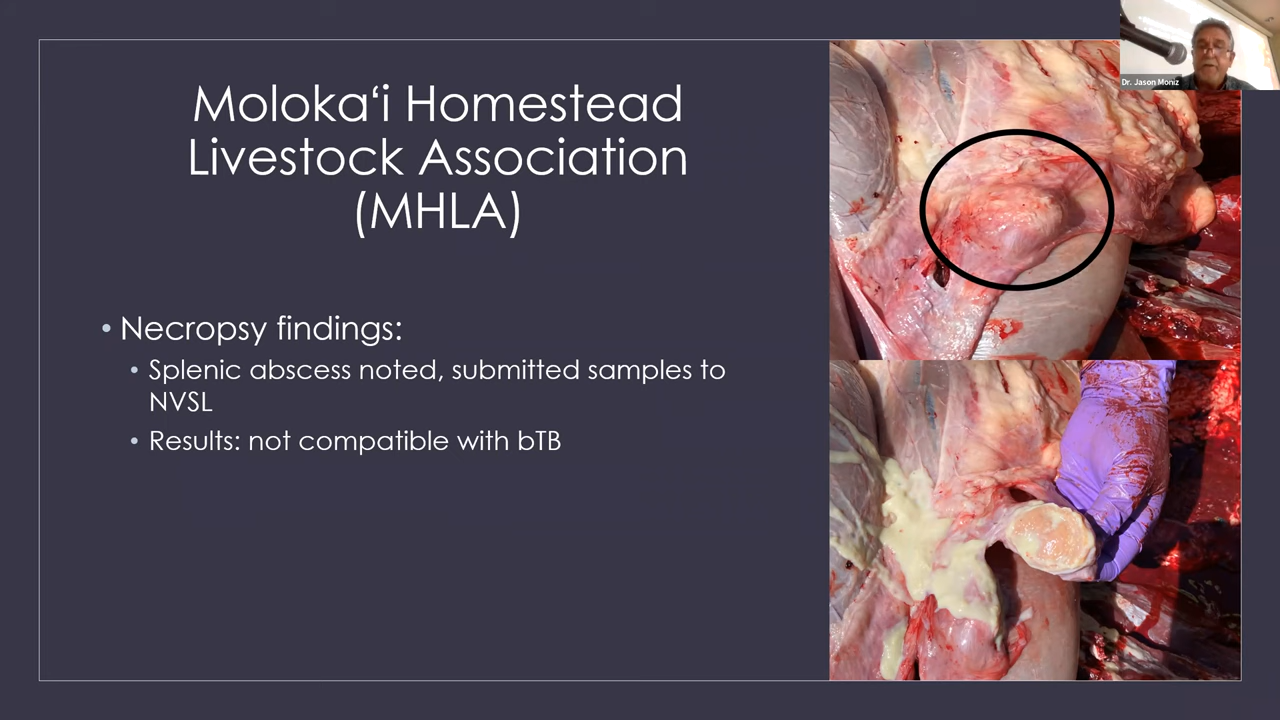 Moloka‘i Homestead
Livestock Association
(MHLA)
• Necropsy findings:
• Splenic abscess noted, submitted samples to
NVSL
• Results: not compatible with bTB
Dr. Jason Moniz